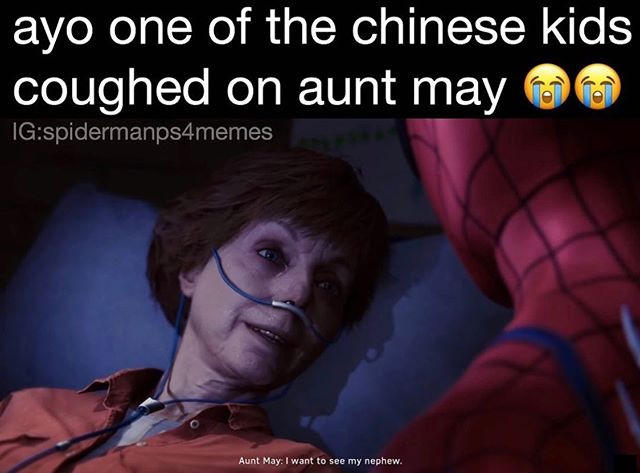 ayo one of the chinese kids
coughed on aunt may 😭😭
IG:spidermanps4memes
Aunt May: I want to see my nephew.